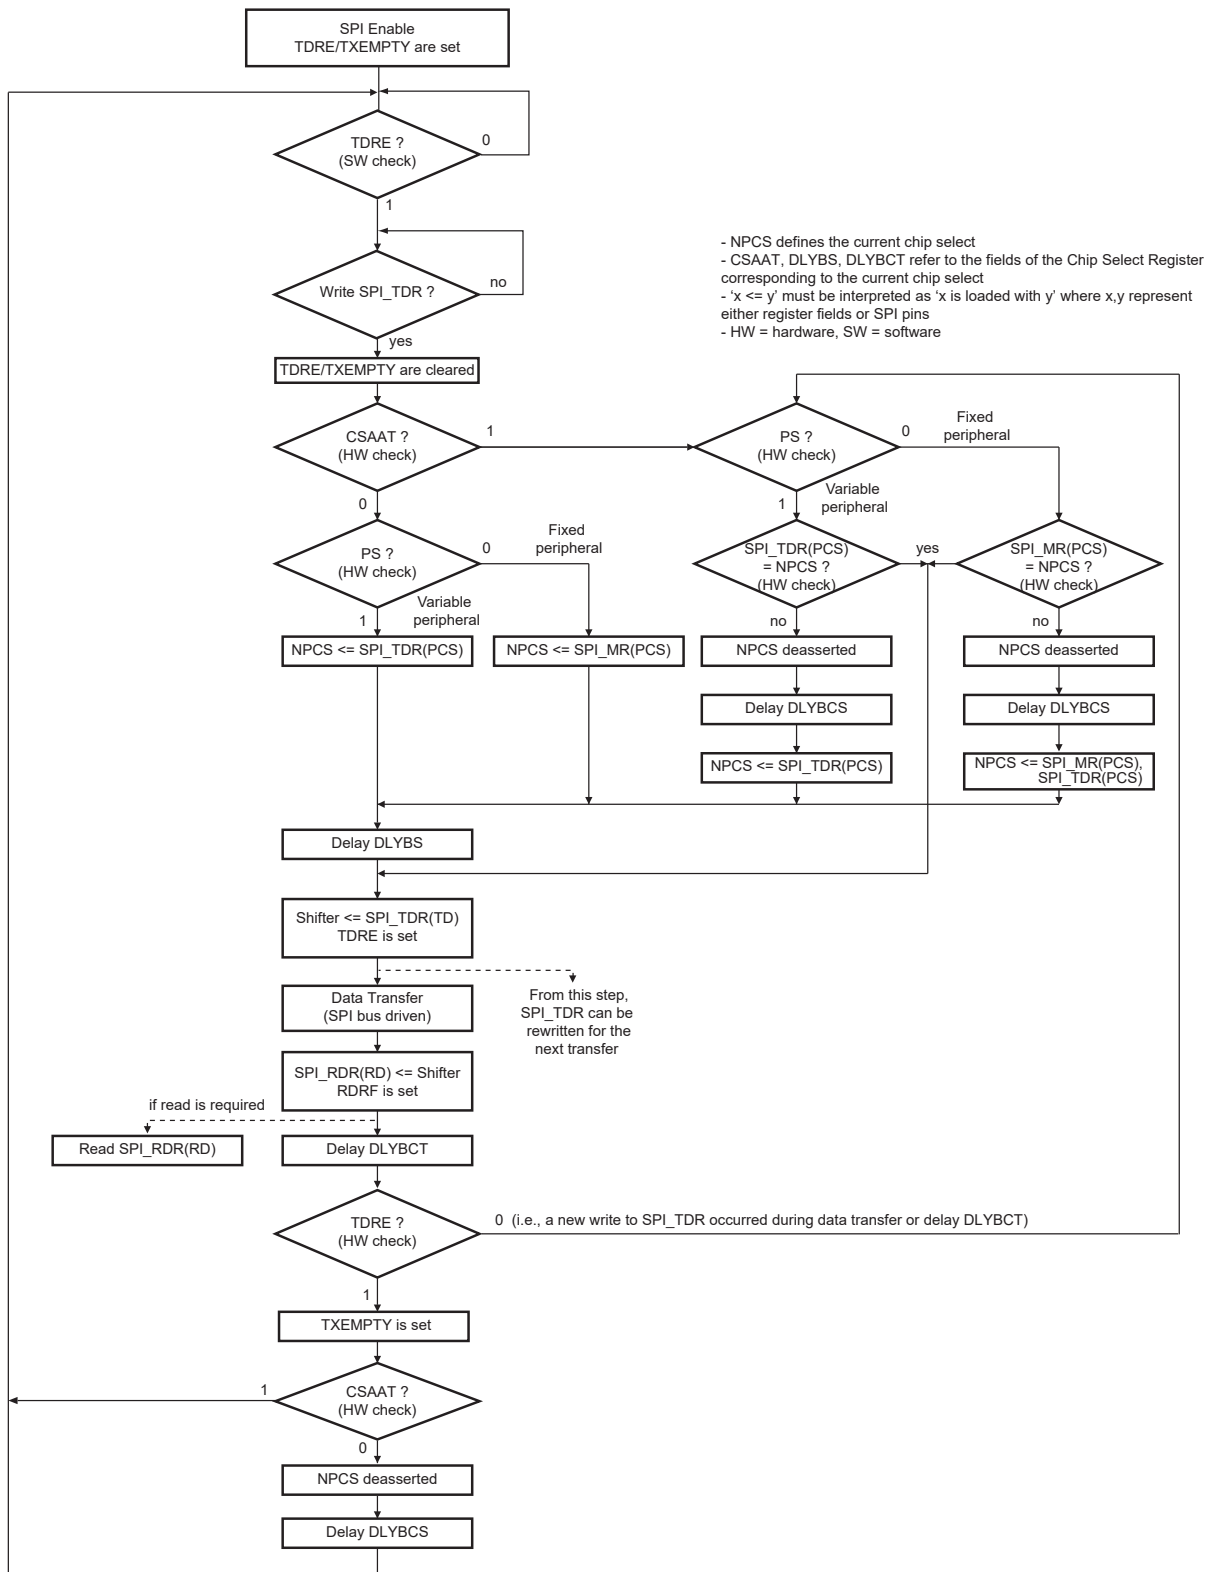 SPI Enable
TDRE/TXEMPTY are set
TDRE ?
(SW check)
0
1
Write SPI_TDR ?
no
yes
- NPCS defines the current chip select
- CSAAT, DLYBS, DLYBCT refer to the fields of the Chip Select Register
corresponding to the current chip select
- ‘x <= y’ must be interpreted as ‘x is loaded with y’ where x,y represent
either register fields or SPI pins
- HW = hardware, SW = software
TDRE/TXEMPTY are cleared
CSAAT ?
(HW check)
1
0
PS ?
(HW check)
0
Fixed
peripheral
1
Variable
peripheral
PS ?
(HW check)
0
Fixed
peripheral
1
Variable
peripheral
SPI_TDR(PCS)
= NPCS ?
(HW check)
yes
no
SPI_MR(PCS)
= NPCS ?
(HW check)
no
NPCS <= SPI_TDR(PCS)
NPCS <= SPI_MR(PCS)
NPCS deasserted
NPCS deasserted
Delay DLYBCS
Delay DLYBCS
NPCS <= SPI_TDR(PCS)
NPCS <= SPI_MR(PCS),
SPI_TDR(PCS)
Delay DLYBS
Shifter <= SPI_TDR(TD)
TDRE is set
Data Transfer
(SPI bus driven)
From this step,
SPI_TDR can be
rewritten for the
next transfer
SPI_RDR(RD) <= Shifter
RDRF is set
if read is required
Read SPI_RDR(RD)
Delay DLYBCT
TDRE ?
(HW check)
0 (i.e., a new write to SPI_TDR occurred during data transfer or delay DLYBCT)
1
TXEMPTY is set
CSAAT ?
(HW check)
1
0
NPCS deasserted
Delay DLYBCS